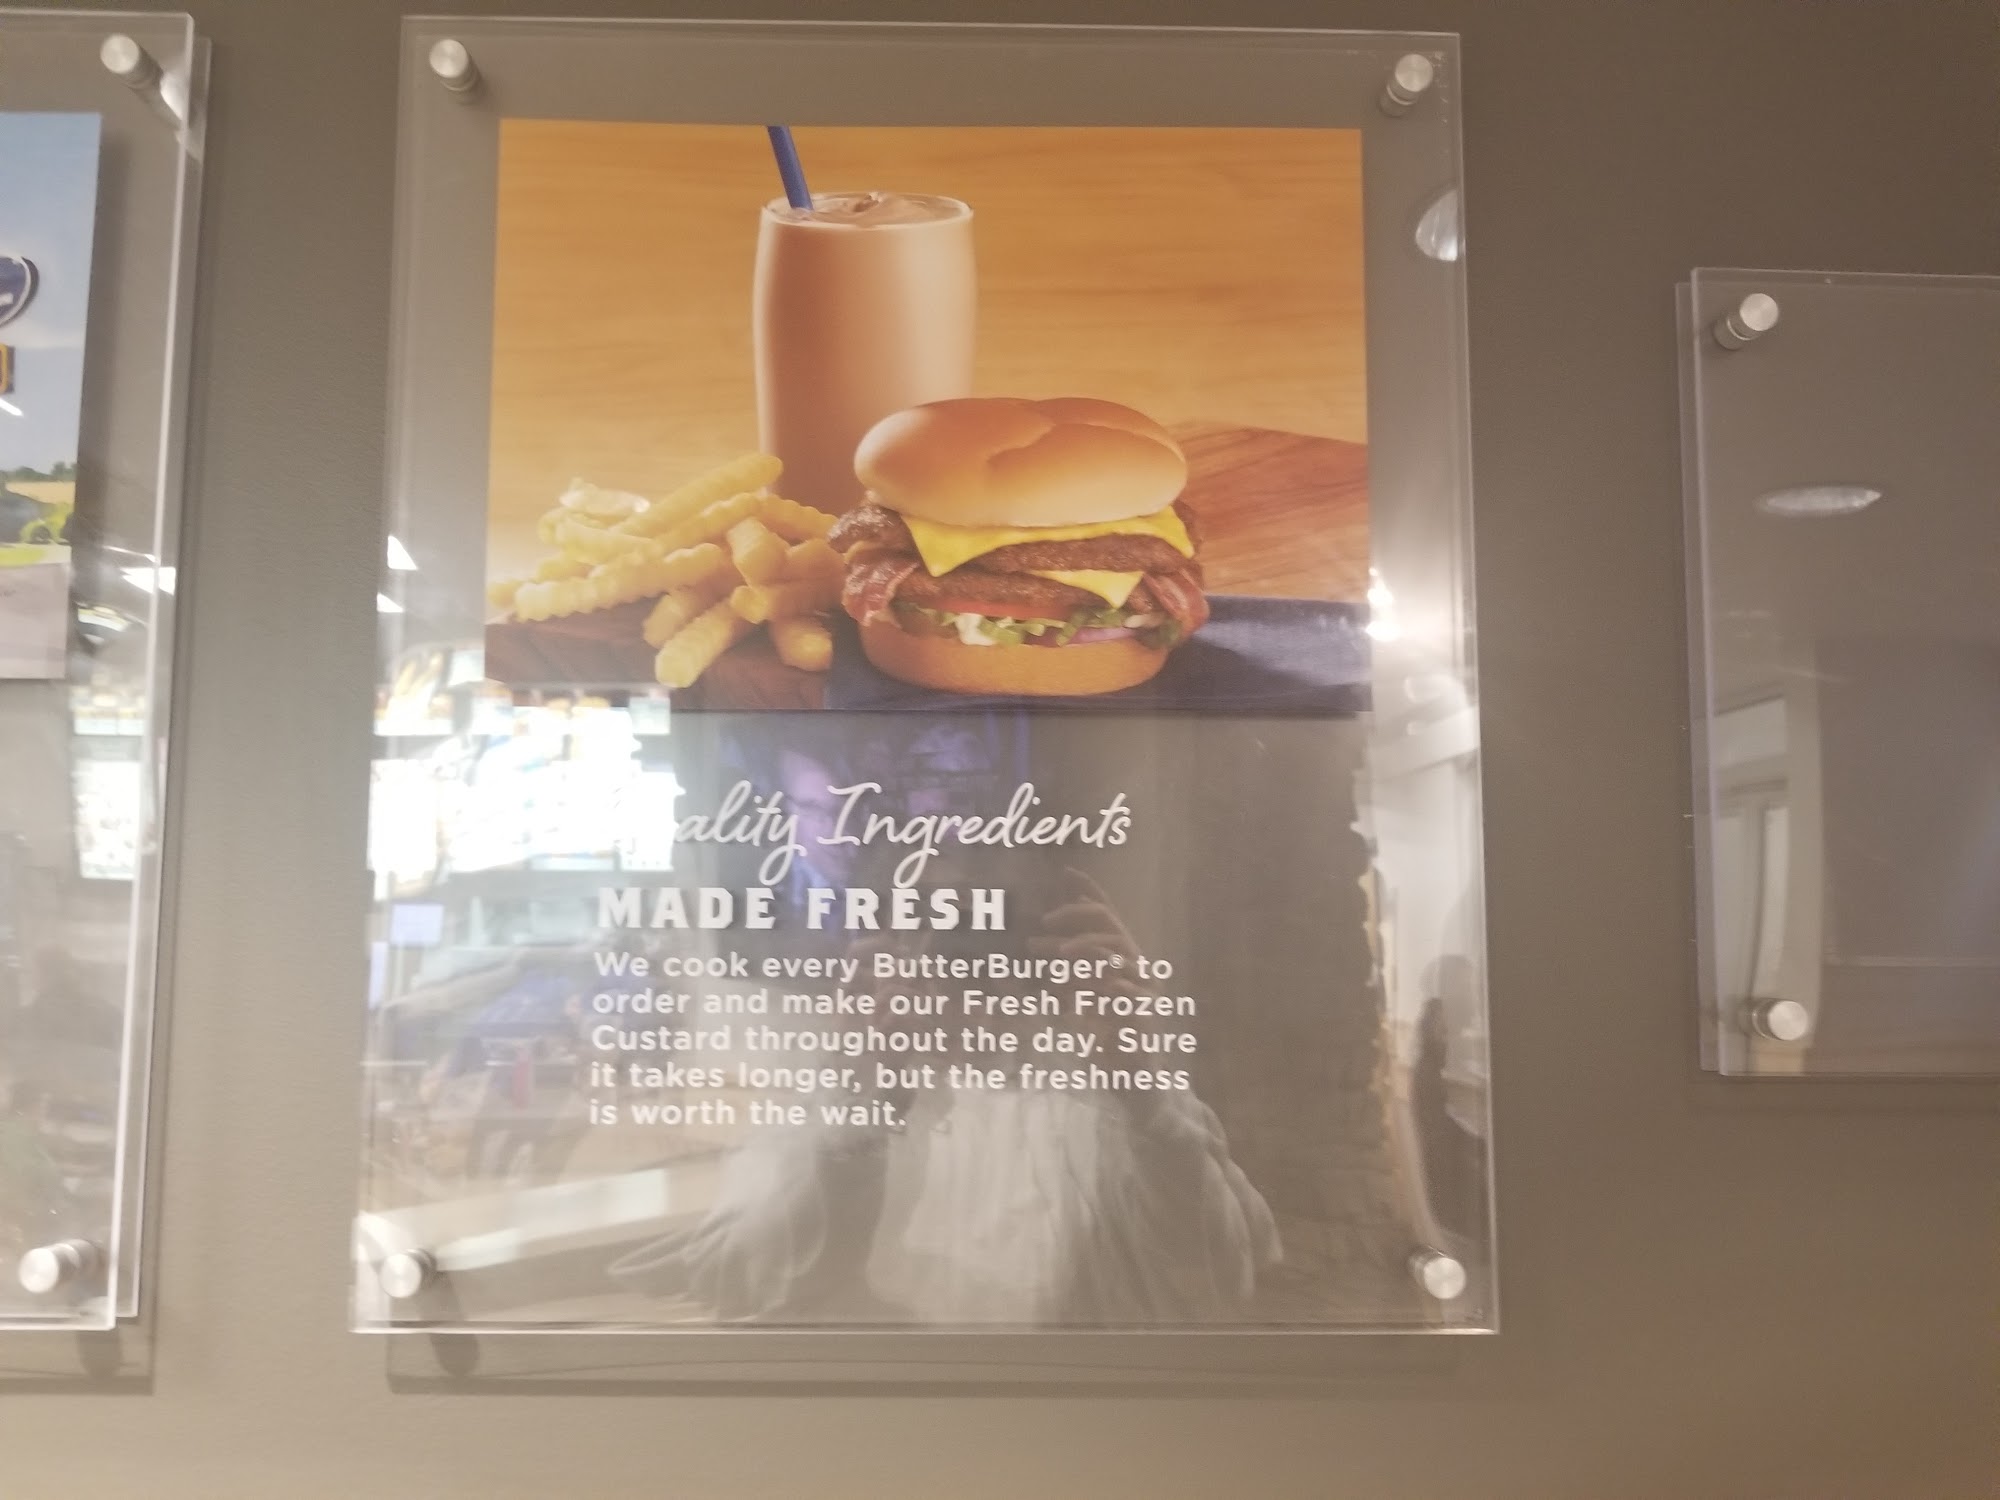 Quality Ingredients
MADE FRESH
We cook every ButterBurger® to
order and make our Fresh Frozen
Custard throughout the day. Sure
it takes longer, but the freshness
is worth the wait.